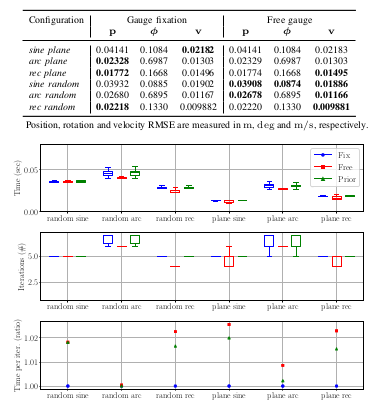 Configuration Gauge fixation Free gauge
p Φ v p Φ v
sine plane 0.04141 0.1084 0.02182 0.04141 0.1084 0.02183
arc plane 0.02328 0.6987 0.01303 0.02329 0.6987 0.01303
rec plane 0.01772 0.1668 0.01496 0.01774 0.1668 0.01495
sine random 0.03932 0.0885 0.01902 0.03908 0.0874 0.01886
arc random 0.02680 0.6895 0.01167 0.02678 0.6895 0.01166
rec random 0.02218 0.1330 0.009882 0.02220 0.1330 0.009881
Position, rotation and velocity RMSE are measured in m, deg and m/s, respectively.
Time (sec)
0.05
0.00
Fix
Free
Prior
random sine random arc random rec plane sine plane arc plane rec
Iterations (#)
5.0
2.5
random sine random arc random rec plane sine plane arc plane rec
Time per iter. (ratio)
1.02
1.01
1.00
random sine random arc random rec plane sine plane arc plane rec